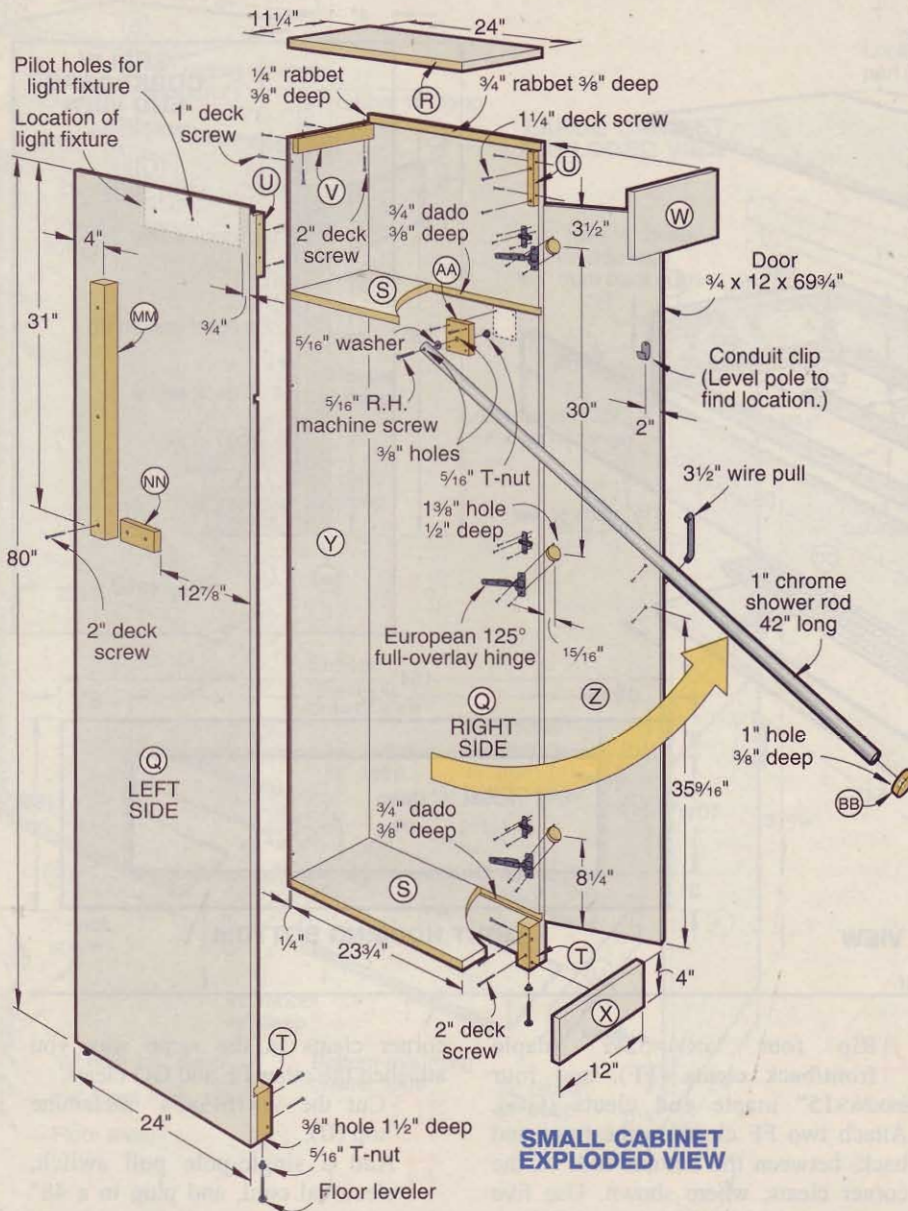 11¼"
24"
Pilot holes for
light fixture
Location of
light fixture
1" deck
screw
¼" rabbet
⅜" deep
R
¾" rabbet ⅜" deep
1¼" deck screw
U
V
U
W
4"
2" deck
screw
¾" dado
⅜" deep
3½"
Door
¾ x 12 x 69¾"
S
AA
31"
MM
¾"
5⁄16" washer
Conduit clip
(Level pole to
find location.)
5⁄16" R.H.
machine screw
30"
2"
⅜" holes
5⁄16" T-nut
3½" wire pull
NN
1⅜" hole
½" deep
80"
Y
12⅞"
1" chrome
shower rod
42" long
2" deck
screw
European 125°
full-overlay hinge
15⁄16"
Q
RIGHT
SIDE
Z
Q
LEFT
SIDE
1" hole
⅜" deep
BB
35 9⁄16"
¾" dado
⅜" deep
8¼"
S
¼"
23¾"
T
4"
2" deck
screw
X
12"
T
24"
⅜" hole 1½" deep
5⁄16" T-nut
Floor leveler
SMALL CABINET
EXPLODED VIEW